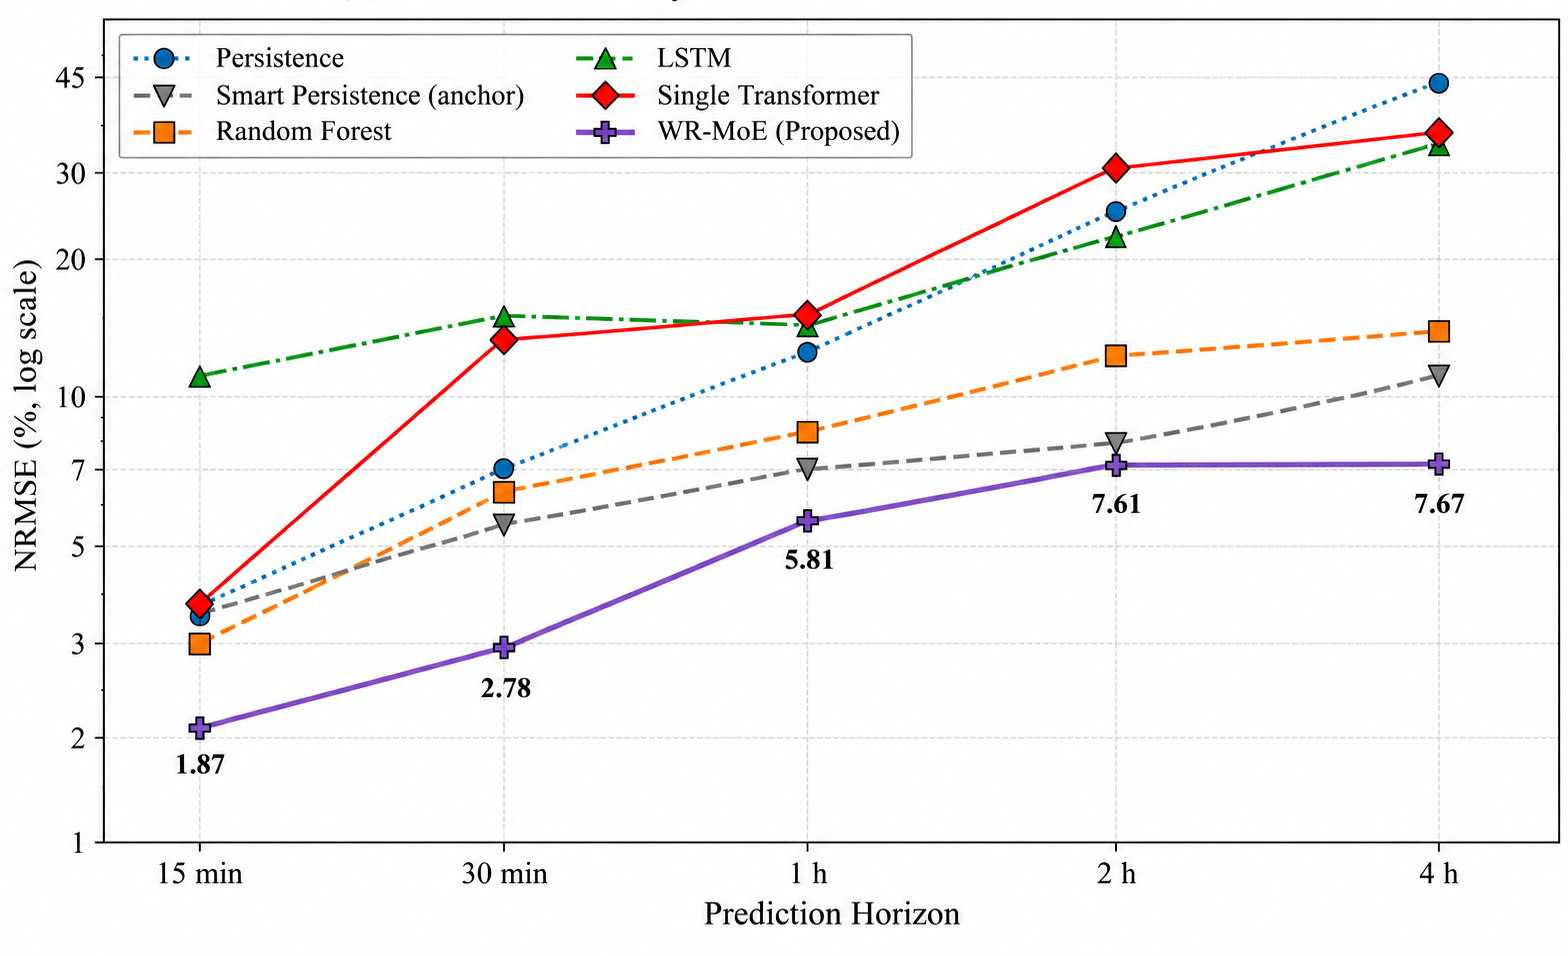 Persistence
Smart Persistence (anchor)
Random Forest
LSTM
Single Transformer
WR-MoE (Proposed)
NRMSE (%, log scale)
45
30
20
10
7
5
3
2
1
1.87
2.78
5.81
7.61
7.67
15 min
30 min
1 h
2 h
4 h
Prediction Horizon